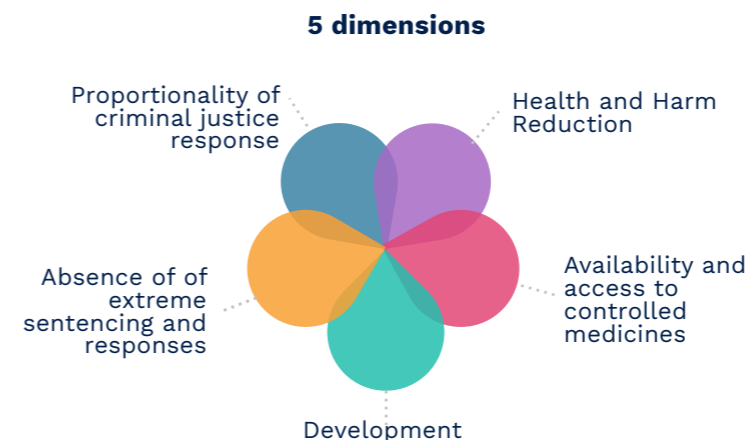 5 dimensions
Proportionality of
criminal justice
response
Health and Harm
Reduction
Absence of of
extreme
sentencing and
responses
Availability and
access to
controlled
medicines
Development